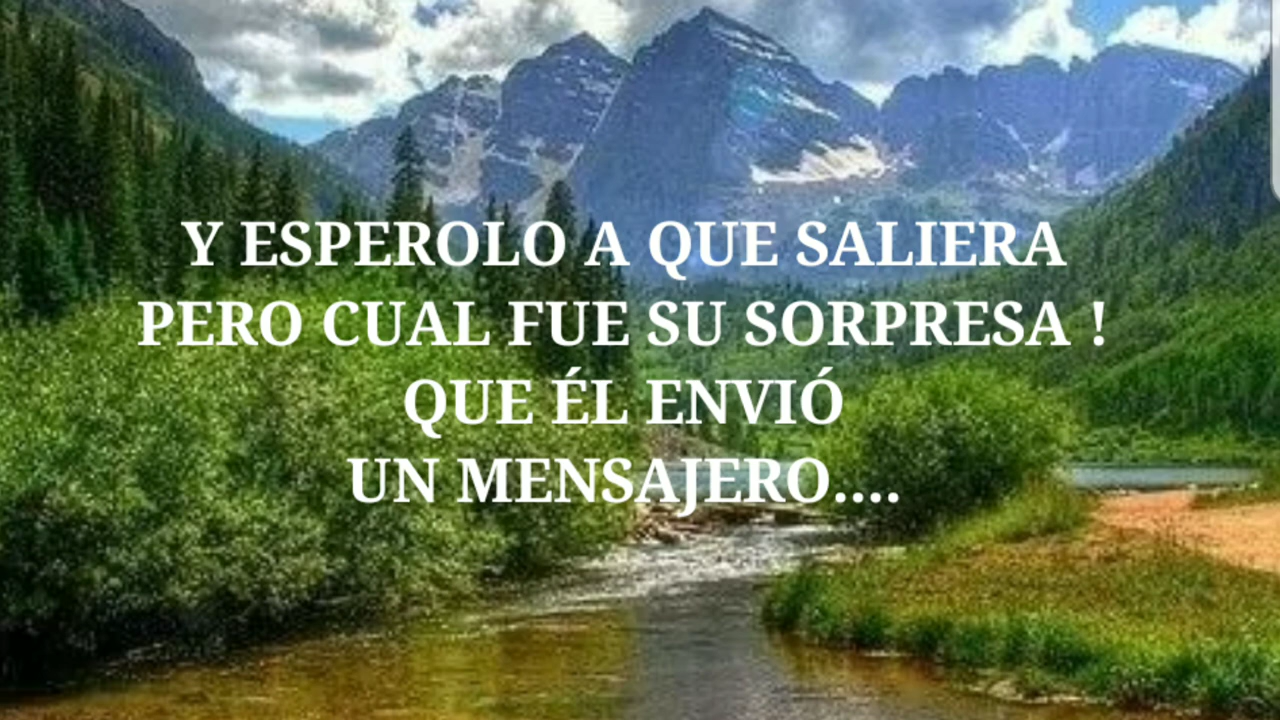 Y ESPEROLO A QUE SALIERA
PERO CUAL FUE SU SORPRESA !
QUE ÉL ENVIÓ
UN MENSAJERO....